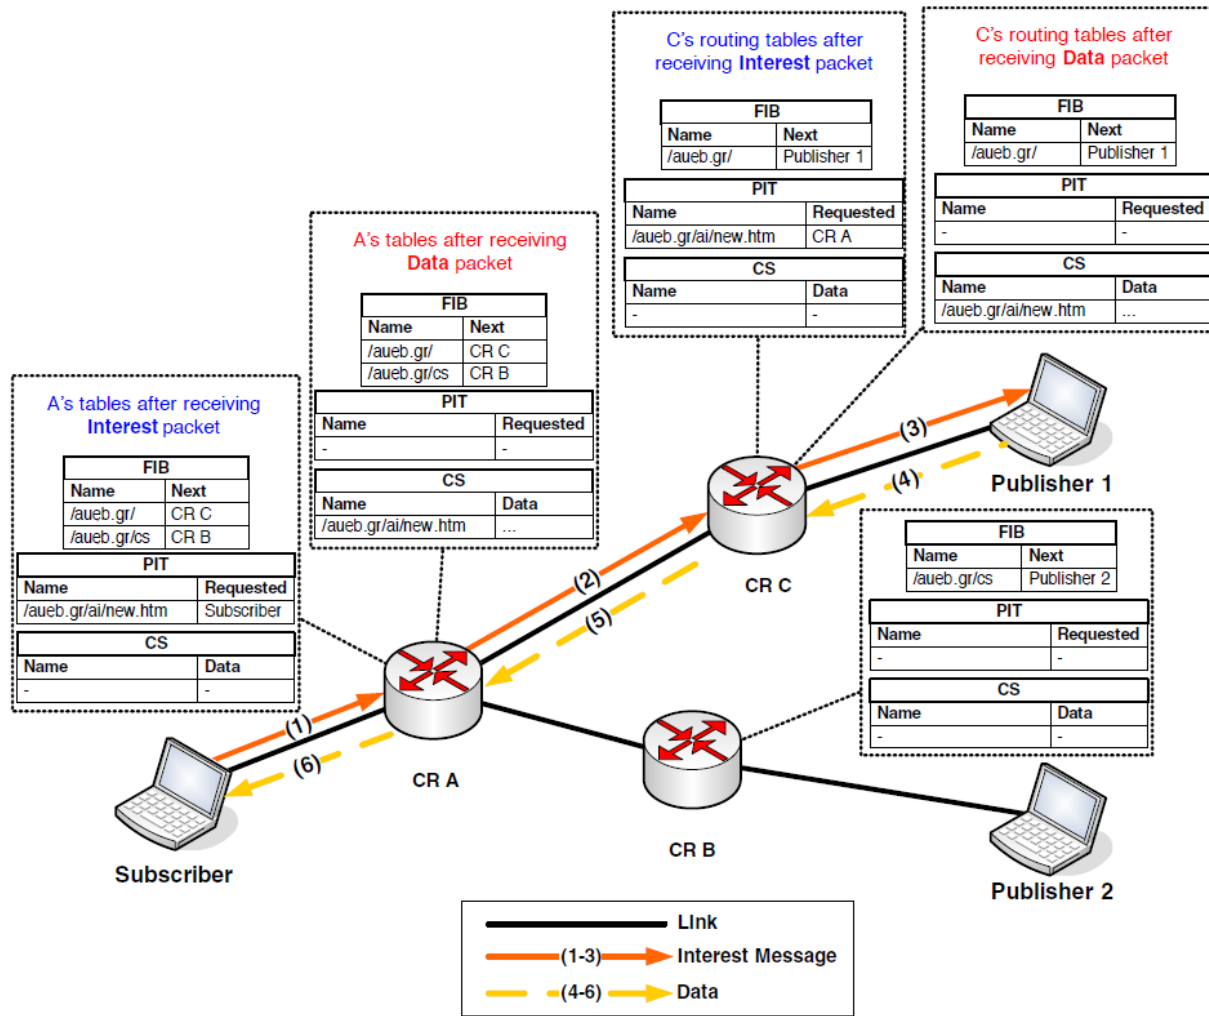 C's routing tables after
receiving Interest packet
FIB
Name Next
/aueb.gr/ Publisher 1
PIT
Name Requested
/aueb.gr/ai/new.htm CR A
CS
Name Data
- -
C's routing tables after
receiving Data packet
FIB
Name Next
/aueb.gr/ Publisher 1
PIT
Name Requested
- -
CS
Name Data
/aueb.gr/ai/new.htm ...
A's tables after receiving
Data packet
FIB
Name Next
/aueb.gr/ CR C
/aueb.gr/cs CR B
PIT
Name Requested
- -
CS
Name Data
/aueb.gr/ai/new.htm ...
A's tables after receiving
Interest packet
FIB
Name Next
/aueb.gr/ CR C
/aueb.gr/cs CR B
PIT
Name Requested
/aueb.gr/ai/new.htm Subscriber
CS
Name Data
- -
(3)
(4)
Publisher 1
CR C
(2)
(5)
FIB
Name Next
/aueb.gr/cs Publisher 2
PIT
Name Requested
- -
CS
Name Data
- -
(1)
(6)
CR A
CR B
Subscriber
Publisher 2
Link
(1-3) Interest Message
(4-6) Data